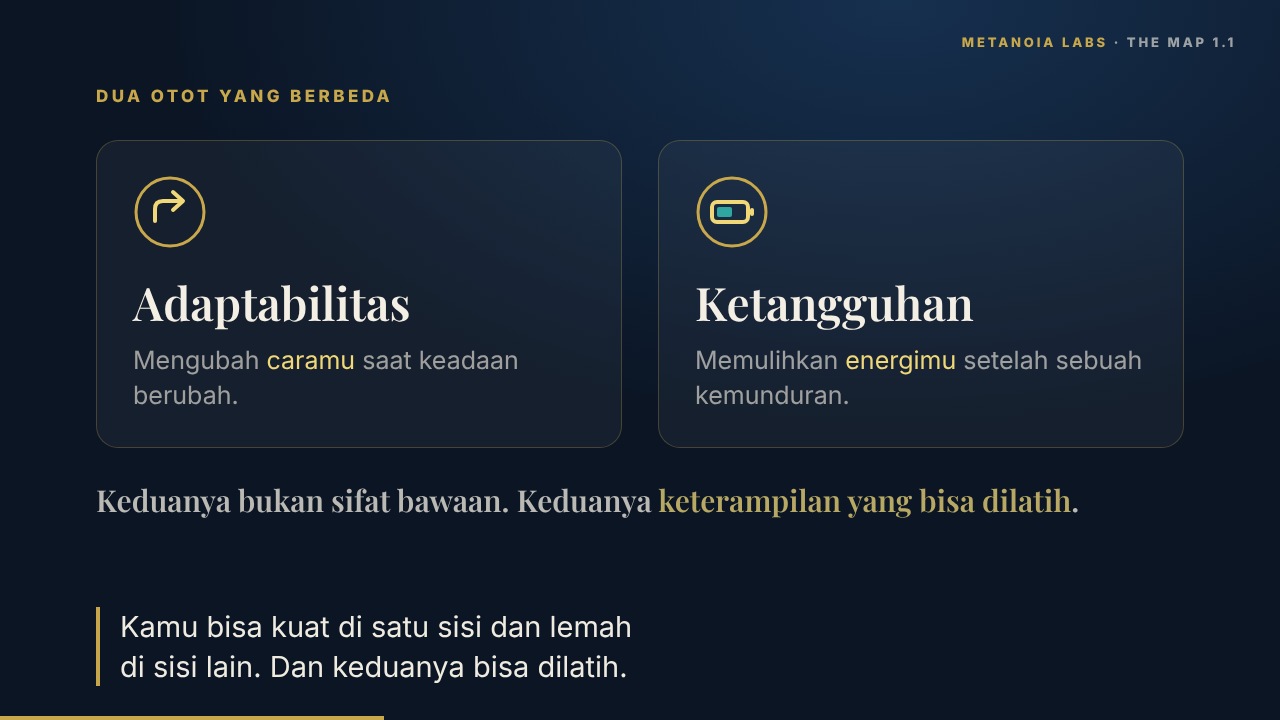 METANOIA LABS · THE MAP 1.1
DUA OTOT YANG BERBEDA
Adaptabilitas
Mengubah caramu saat keadaan
berubah.
Ketangguhan
Memulihkan energimu setelah sebuah
kemunduran.
Keduanya bukan sifat bawaan. Keduanya keterampilan yang bisa dilatih.
Kamu bisa kuat di satu sisi dan lemah
di sisi lain. Dan keduanya bisa dilatih.